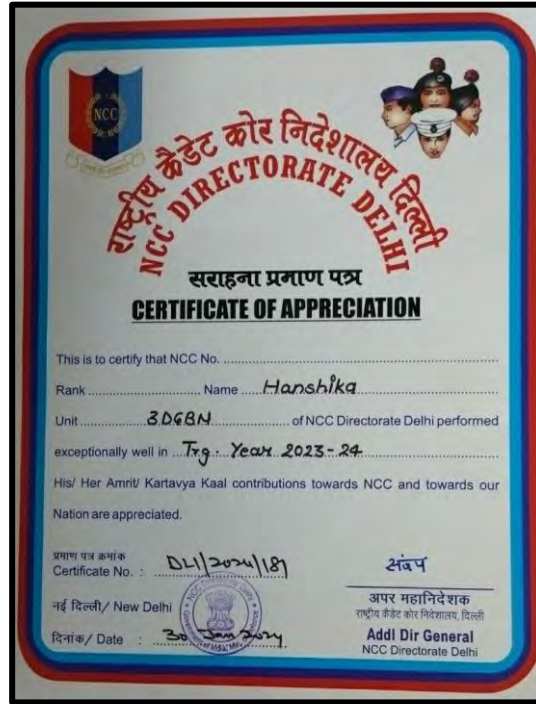 NCC
राष्ट्रीय कैडेट कोर निदेशालय दिल्ली
NCC DIRECTORATE DELHI
सराहना प्रमाण पत्र
CERTIFICATE OF APPRECIATION
This is to certify that NCC No. ........................
Rank .................... Name .... Hanshika ....................
Unit .............. 3DGBN .............. of NCC Directorate Delhi performed
exceptionally well in ... Trg. Year 2023-24 ....................
His/ Her Amrit/ Kartavya Kaal contributions towards NCC and towards our
Nation are appreciated.
प्रमाण पत्र क्रमांक
Certificate No. : DLI/2024/181
नई दिल्ली/ New Delhi
दिनांक/ Date : 30 Jan 2024
अपर महानिदेशक
राष्ट्रीय कैडेट कोर निदेशालय, दिल्ली
Addl Dir General
NCC Directorate Delhi